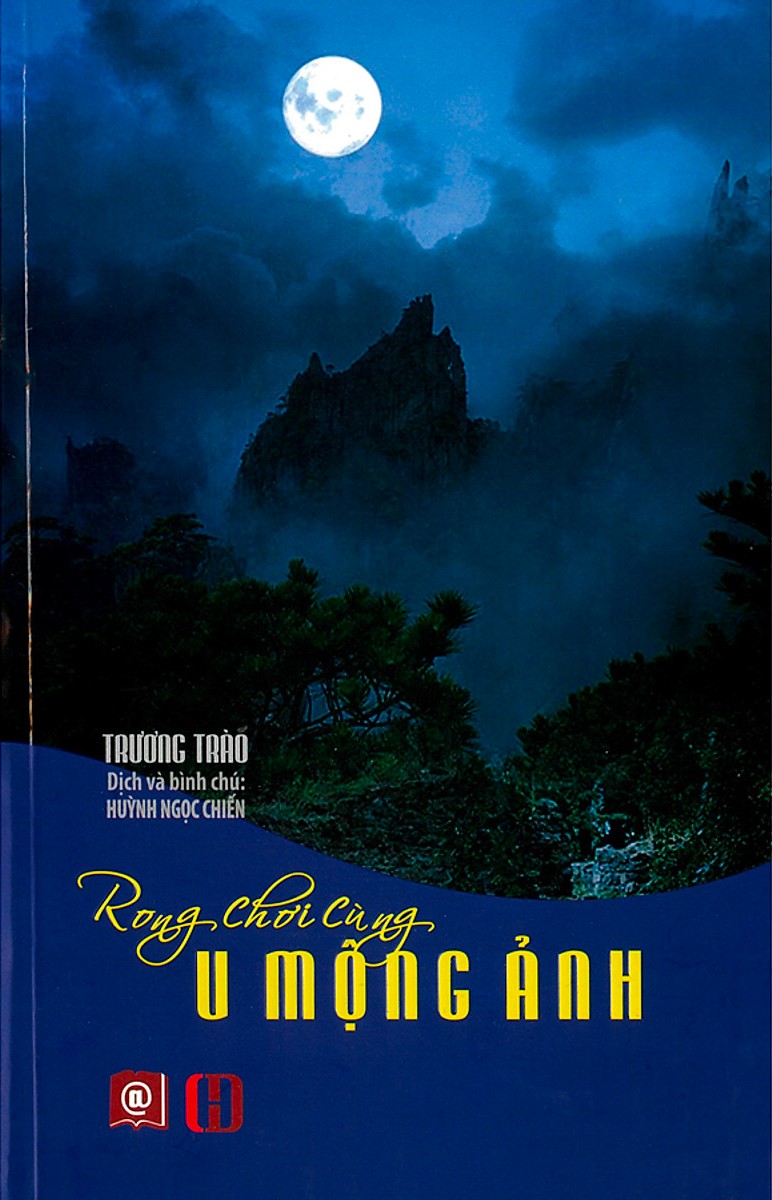 TRƯƠNG TRÀO
Dịch và bình chú:
HUỲNH NGỌC CHIẾN
Rong chơi cùng
U MỘNG ẢNH
@